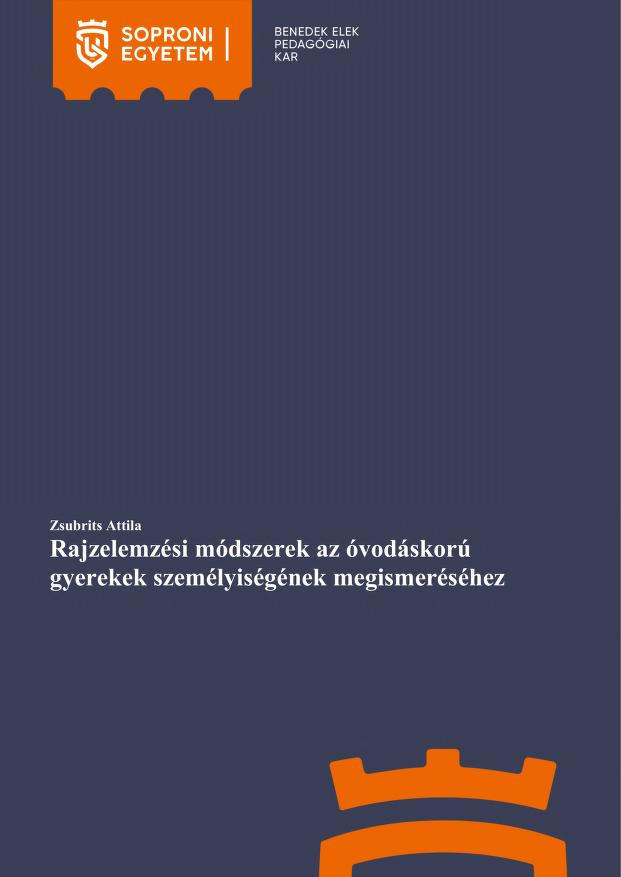 SOPRONI
EGYETEM
BENEDEK ELEK
PEDAGÓGIAI
KAR
Zsubrits Attila
Rajzelemzési módszerek az óvodáskorú
gyerekek személyiségének megismeréséhez